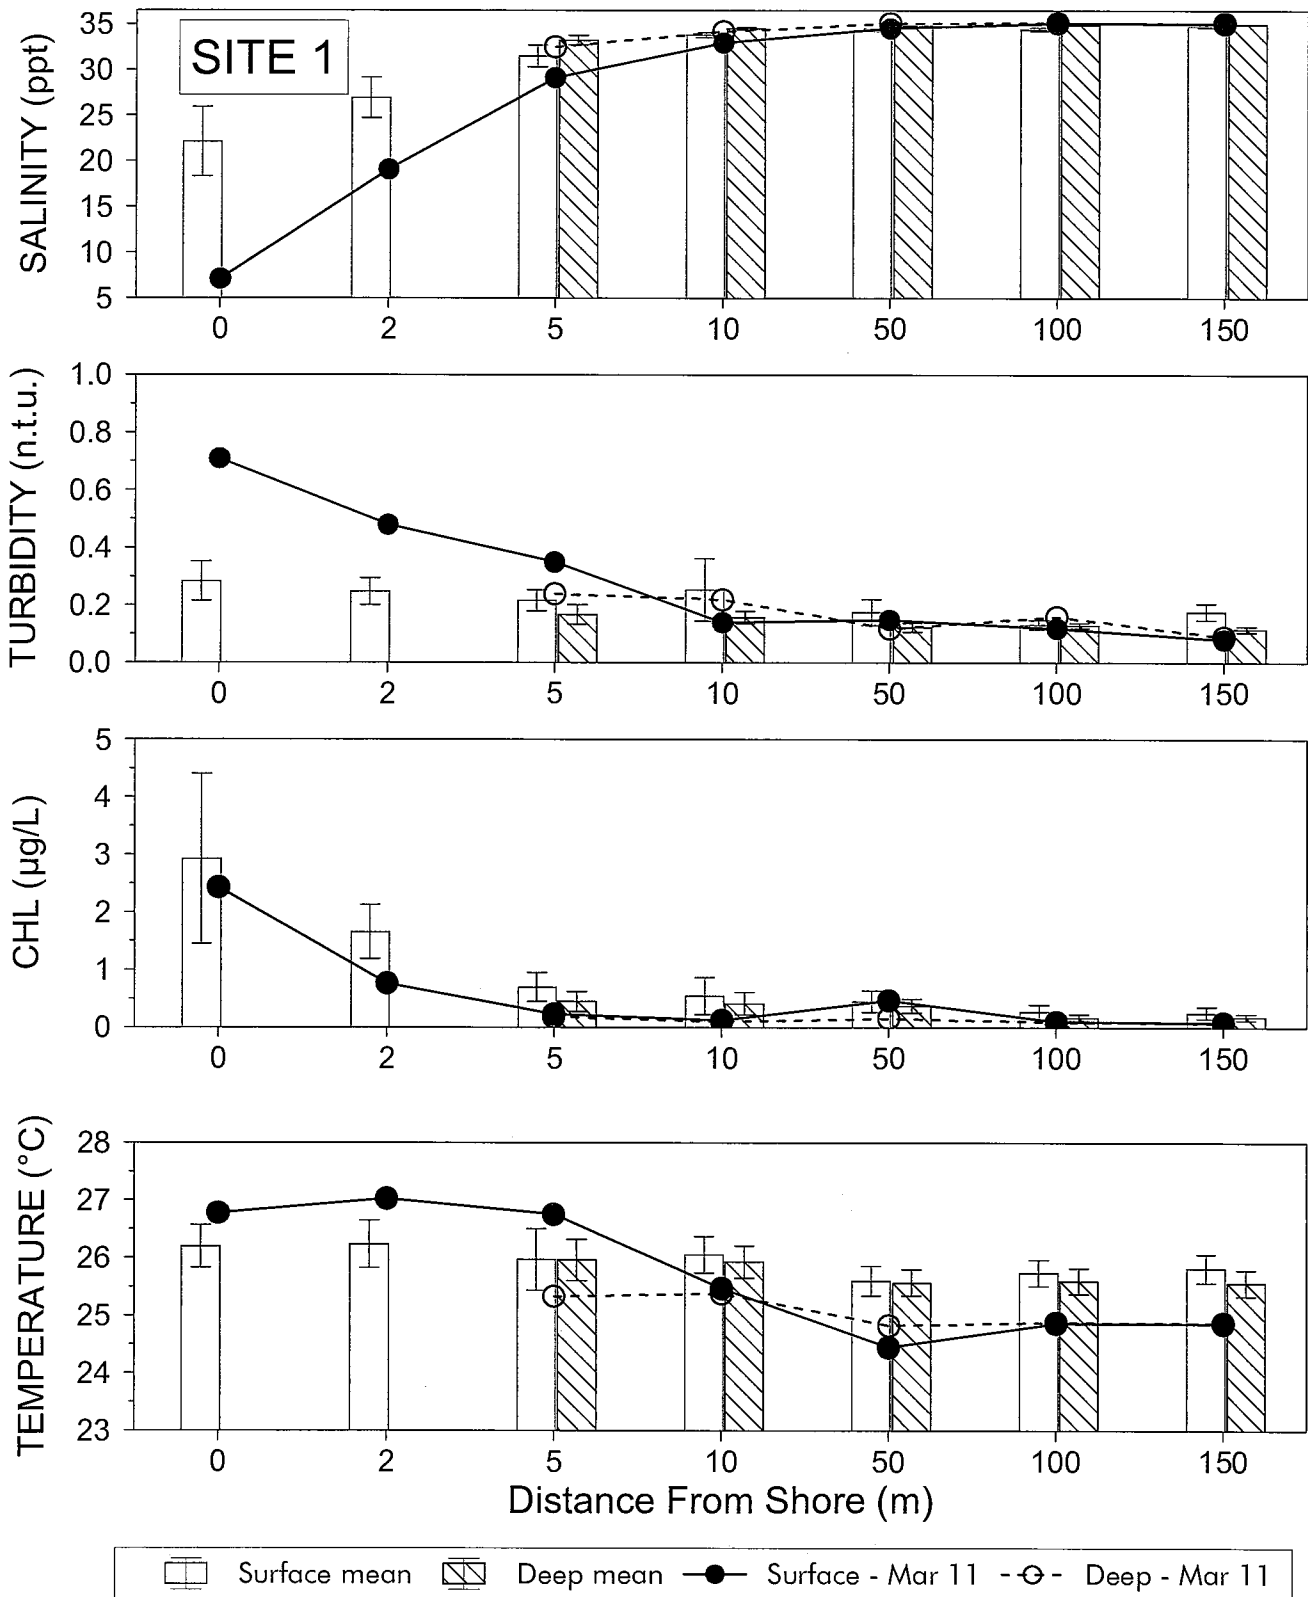 SITE 1
SALINITY (ppt)
35
30
25
20
15
10
5
0 2 5 10 50 100 150
TURBIDITY (n.t.u.)
1.0
0.8
0.6
0.4
0.2
0.0
0 2 5 10 50 100 150
CHL (µg/L)
5
4
3
2
1
0
0 2 5 10 50 100 150
TEMPERATURE (°C)
28
27
26
25
24
23
0 2 5 10 50 100 150
Distance From Shore (m)
Surface mean Deep mean Surface - Mar 11 Deep - Mar 11